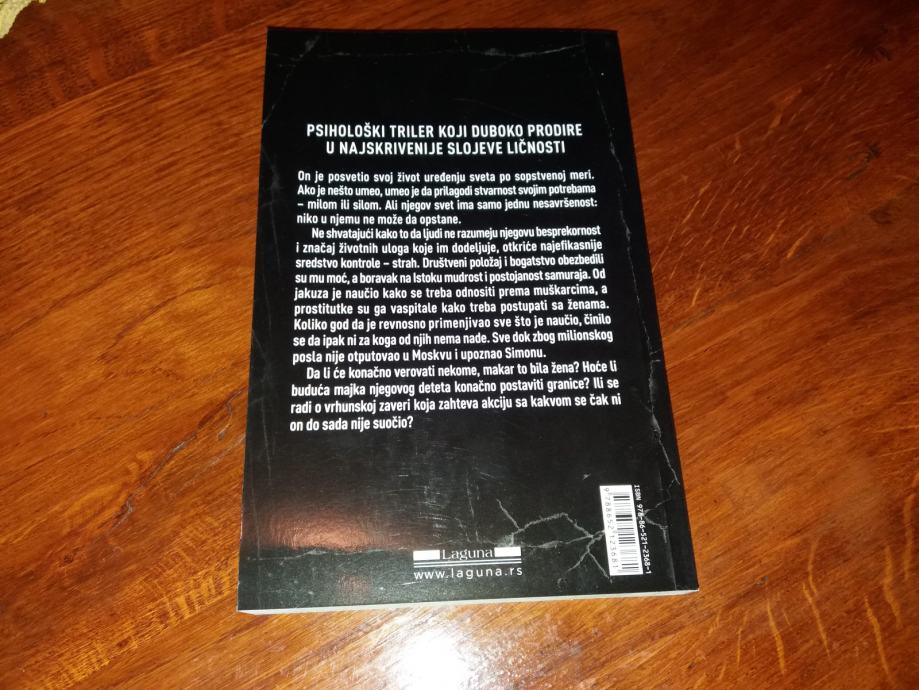 PSIHOLOŠKI TRILER KOJI DUBOKO PRODIRE
U NAJSKRIVENIJE SLOJEVE LIČNOSTI
On je posvetio svoj život uređenju sveta po sopstvenoj meri.
Ako je nešto umeo, umeo je da prilagodi stvarnost svojim potrebama
– milom ili silom. Ali njegov svet ima samo jednu nesavršenost:
niko u njemu ne može da opstane.
Ne shvatajući kako to da ljudi ne razumeju njegovu besprekornost
i značaj životnih uloga koje im dodeljuje, otkriće najefikasnije
sredstvo kontrole – strah. Društveni položaj i bogatstvo obezbedili
su mu moć, a boravak na Istoku mudrost i postojanost samuraja. Od
jakuza je naučio kako se treba odnositi prema muškarcima, a
prostitutke su ga vaspitale kako treba postupati sa ženama.
Koliko god da je revnosno primenjivao sve što je naučio, činilo
se da ipak ni za koga od njih nema nade. Sve dok zbog milionskog
posla nije otputovao u Moskvu i upoznao Simonu.
Da li će konačno verovati nekome, makar to bila žena? Hoće li
buduća majka njegovog deteta konačno postaviti granice? Ili se
radi o vrhunskoj zaveri koja zahteva akciju sa kakvom se čak ni
on do sada nije suočio?
ISBN 978-86-521-2368-1
9788652123681
Laguna
www.laguna.rs